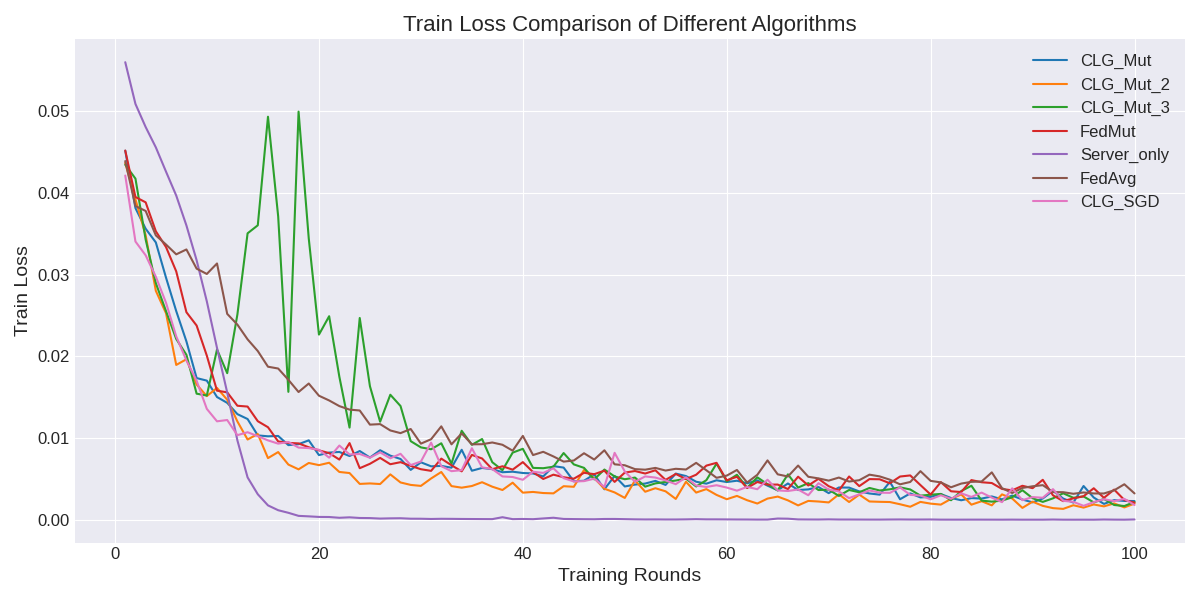 Train Loss Comparison of Different Algorithms
CLG_Mut
CLG_Mut_2
CLG_Mut_3
FedMut
Server_only
FedAvg
CLG_SGD
Train Loss
0.05
0.04
0.03
0.02
0.01
0.00
0 20 40 60 80 100
Training Rounds